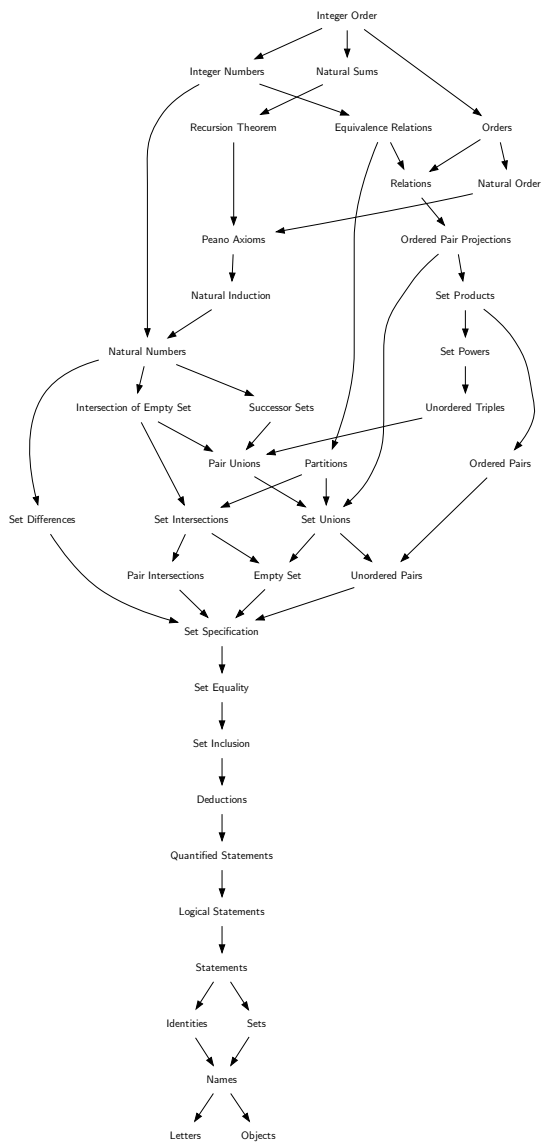 Integer Order
Integer Numbers
Natural Sums
Recursion Theorem
Equivalence Relations
Orders
Relations
Natural Order
Peano Axioms
Ordered Pair Projections
Natural Induction
Set Products
Natural Numbers
Set Powers
Intersection of Empty Set
Successor Sets
Unordered Triples
Pair Unions
Partitions
Ordered Pairs
Set Differences
Set Intersections
Set Unions
Pair Intersections
Empty Set
Unordered Pairs
Set Specification
Set Equality
Set Inclusion
Deductions
Quantified Statements
Logical Statements
Statements
Identities
Sets
Names
Letters
Objects